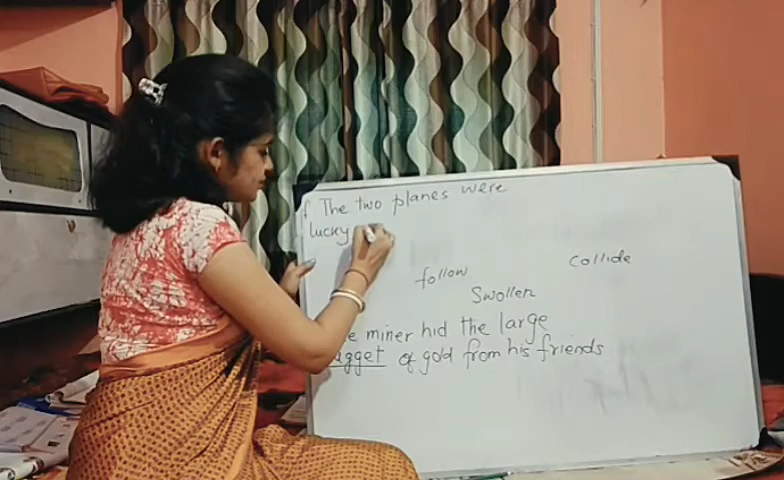 The two planes were
lucky
follow
Collide
Swollen
miner hid the large
of gold from his friends